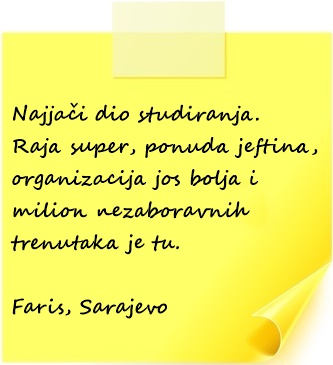 Najjači dio studiranja.
Raja super, ponuda jeftina,
organizacija jos bolja i
milion nezaboravnih
trenutaka je tu.
Faris, Sarajevo